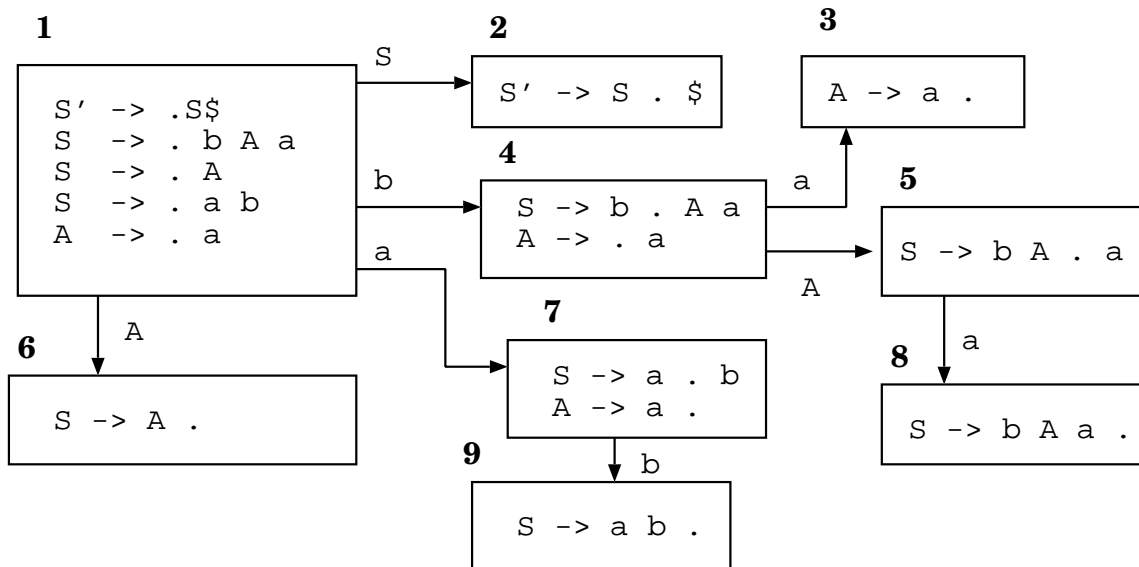 1
S' -> .S$
S -> . b A a
S -> . A
S -> . a b
A -> . a
S
2
S' -> S . $
3
A -> a .
b
4
S -> b . A a
A -> . a
a
A
5
S -> b A . a
a
A
6
S -> A .
7
S -> a . b
A -> a .
a
8
S -> b A a .
b
9
S -> a b .